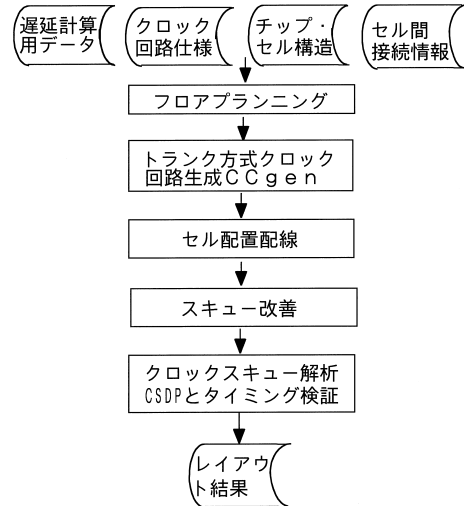 遅延計算
用データ
クロック
回路仕様
チップ・
セル構造
セル間
接続情報
フロアプランニング
トランク方式クロック
回路生成CCgen
セル配置配線
スキュー改善
クロックスキュー解析
CSDPとタイミング検証
レイアウ
ト結果